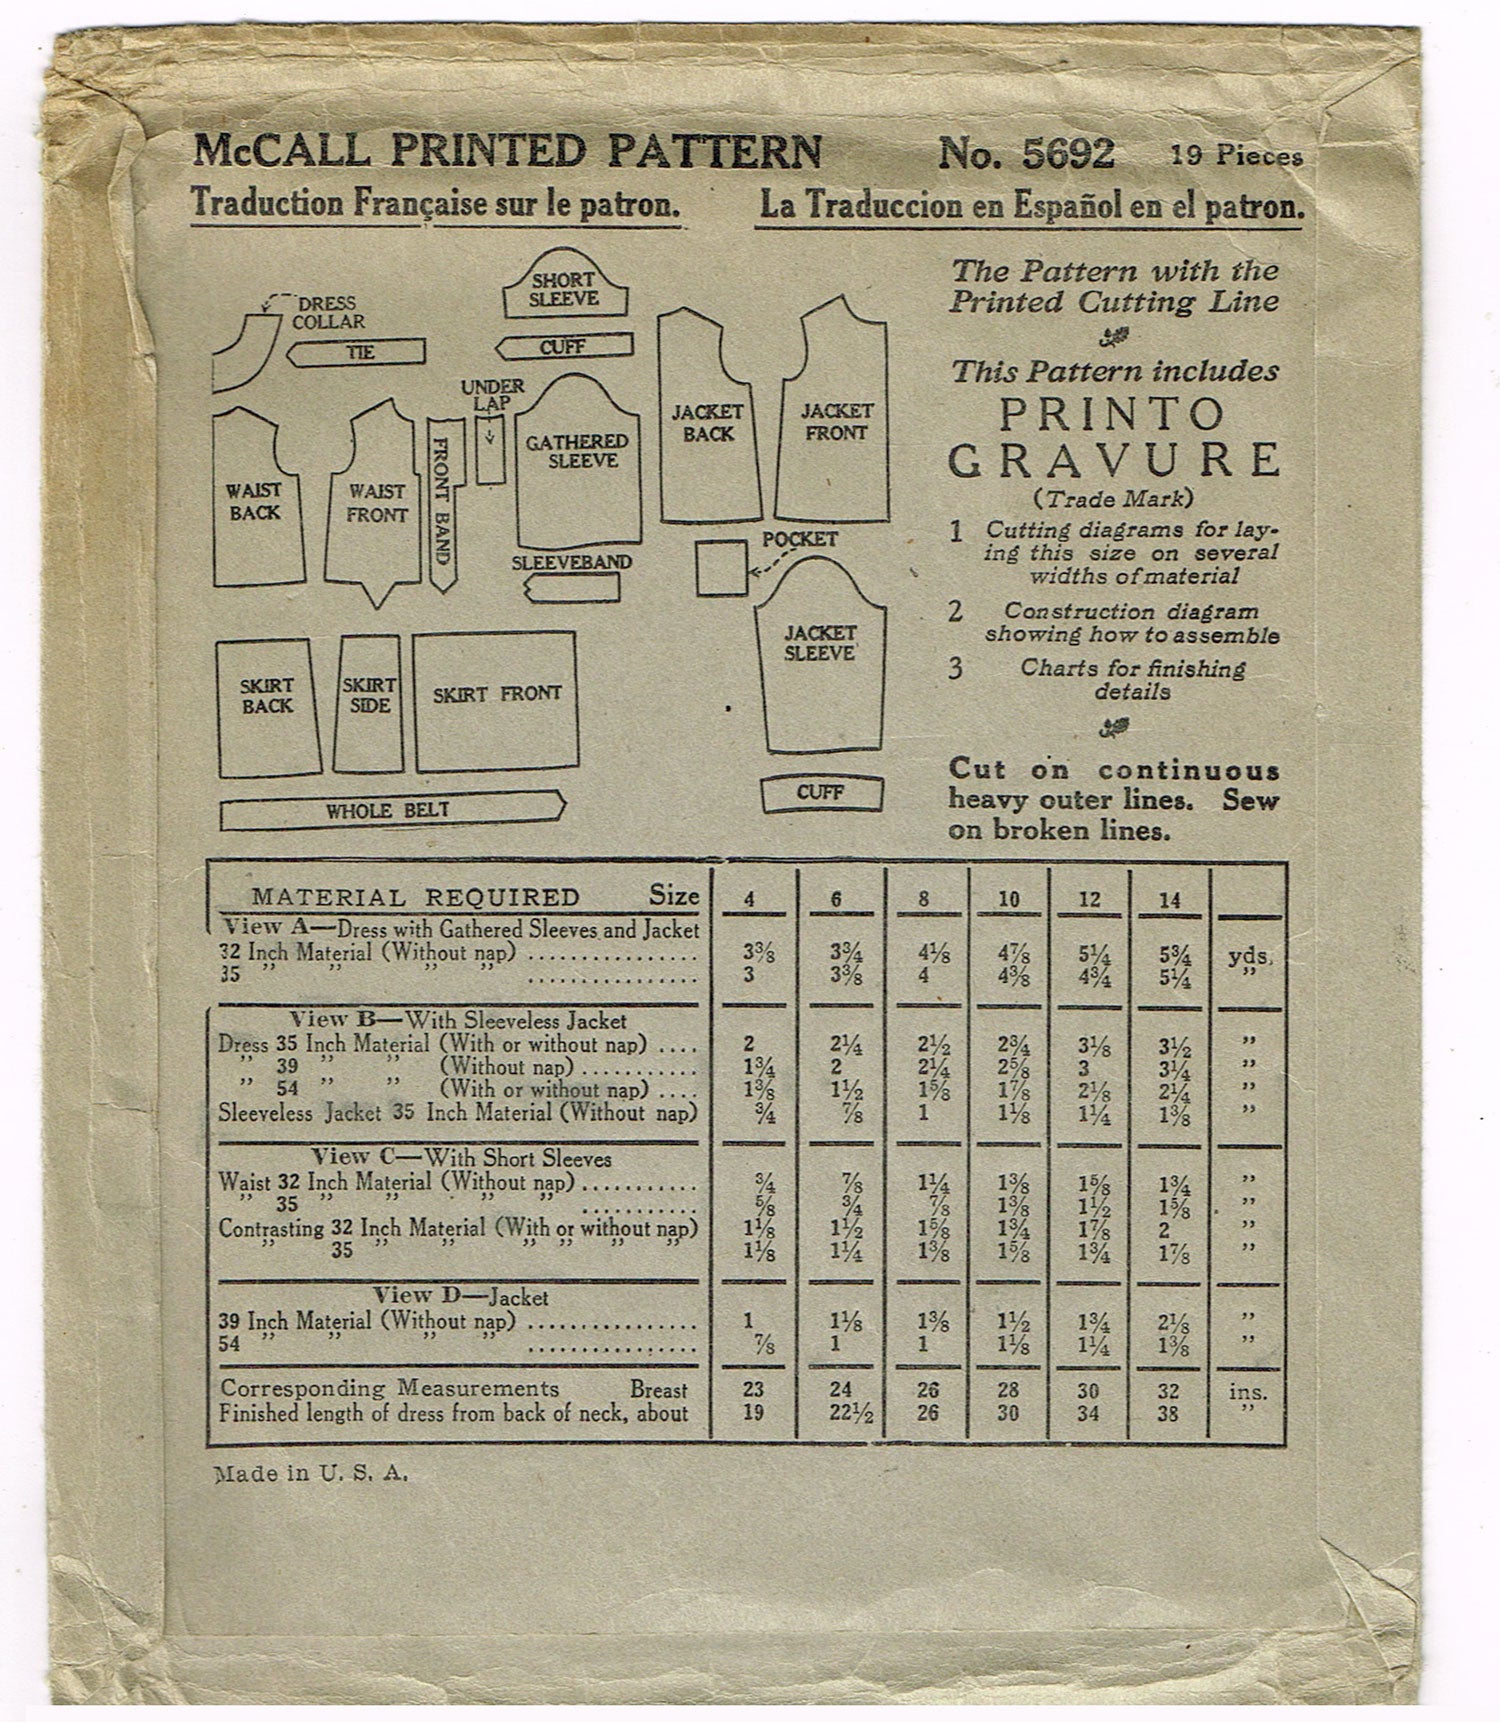 McCALL PRINTED PATTERN No. 5692 19 Pieces
Traduction Française sur le patron. La Traduccion en Español en el patron.
DRESS
COLLAR
TIE
SHORT
SLEEVE
CUFF
UNDER
LAP
WAIST
BACK
WAIST
FRONT
FRONT BAND
GATHERED
SLEEVE
SLEEVEBAND
JACKET
BACK
JACKET
FRONT
POCKET
JACKET
SLEEVE
CUFF
SKIRT
BACK
SKIRT
SIDE
SKIRT FRONT
WHOLE BELT
The Pattern with the
Printed Cutting Line
This Pattern includes
PRINTO
GRAVURE
(Trade Mark)
1 Cutting diagrams for lay-
ing this size on several
widths of material
2 Construction diagram
showing how to assemble
3 Charts for finishing
details
Cut on continuous
heavy outer lines. Sew
on broken lines.
MATERIAL REQUIRED Size 4 6 8 10 12 14
View A—Dress with Gathered Sleeves and Jacket
32 Inch Material (Without nap) ................ 3⅜ 3¾ 4⅛ 4⅞ 5¼ 5¾ yds.
35 ” ” ” ” ................ 3 3⅜ 4 4⅜ 4¾ 5¼ ”
View B—With Sleeveless Jacket
Dress 35 Inch Material (With or without nap) .... 2 2¼ 2½ 2¾ 3⅛ 3½ ”
” 39 ” ” (Without nap) ........... 1¾ 2 2¼ 2⅝ 3 3¼ ”
” 54 ” ” (With or without nap) .... 1⅜ 1½ 1⅝ 1⅞ 2⅛ 2¼ ”
Sleeveless Jacket 35 Inch Material (Without nap) ¾ ⅞ 1 1⅛ 1¼ 1⅜ ”
View C—With Short Sleeves
Waist 32 Inch Material (Without nap) ........... ¾ ⅞ 1¼ 1⅜ 1⅝ 1¾ ”
” 35 ” ” ” ” ........... ⅝ ¾ ⅞ 1⅜ 1½ 1⅝ ”
Contrasting 32 Inch Material (With or without nap) 1⅛ 1½ 1⅝ 1¾ 1⅞ 2 ”
” 35 ” ” ” ” ” ” 1⅛ 1¼ 1⅜ 1⅝ 1¾ 1⅞ ”
View D—Jacket
39 Inch Material (Without nap) ................ 1 1⅛ 1⅜ 1½ 1¾ 2⅛ ”
54 ” ” ” ” ................ ⅞ 1 1 1⅛ 1¼ 1⅜ ”
Corresponding Measurements Breast 23 24 26 28 30 32 ins.
Finished length of dress from back of neck, about 19 22½ 26 30 34 38 ”
Made in U. S. A.